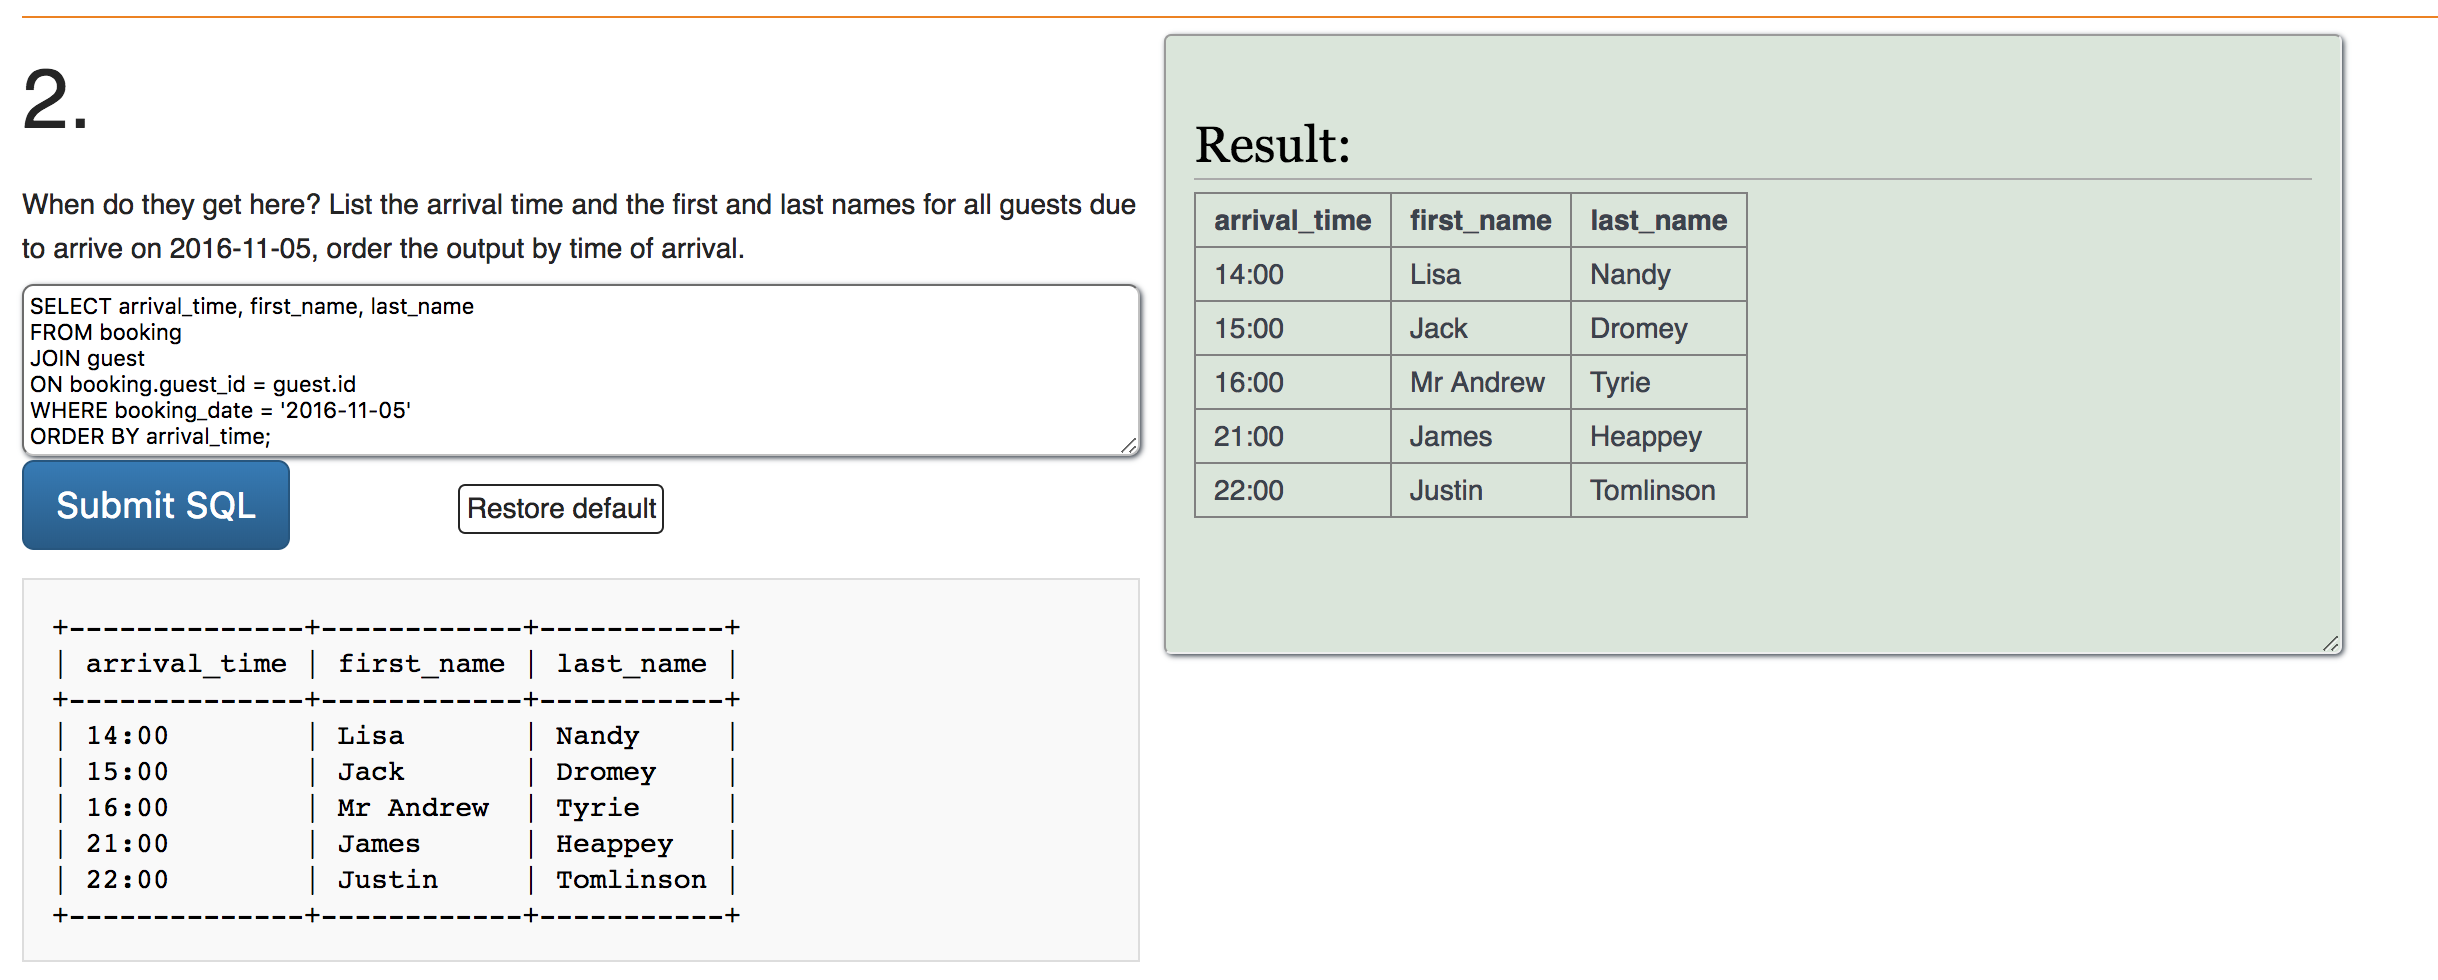 2.
When do they get here? List the arrival time and the first and last names for all guests due
to arrive on 2016-11-05, order the output by time of arrival.
SELECT arrival_time, first_name, last_name
FROM booking
JOIN guest
ON booking.guest_id = guest.id
WHERE booking_date = '2016-11-05'
ORDER BY arrival_time;
Submit SQL
Restore default
+--------------+------------+-----------+
| arrival_time | first_name | last_name |
+--------------+------------+-----------+
| 14:00        | Lisa       | Nandy     |
| 15:00        | Jack       | Dromey    |
| 16:00        | Mr Andrew  | Tyrie     |
| 21:00        | James      | Heappey   |
| 22:00        | Justin     | Tomlinson |
+--------------+------------+-----------+
Result:
arrival_time first_name last_name
14:00 Lisa Nandy
15:00 Jack Dromey
16:00 Mr Andrew Tyrie
21:00 James Heappey
22:00 Justin Tomlinson